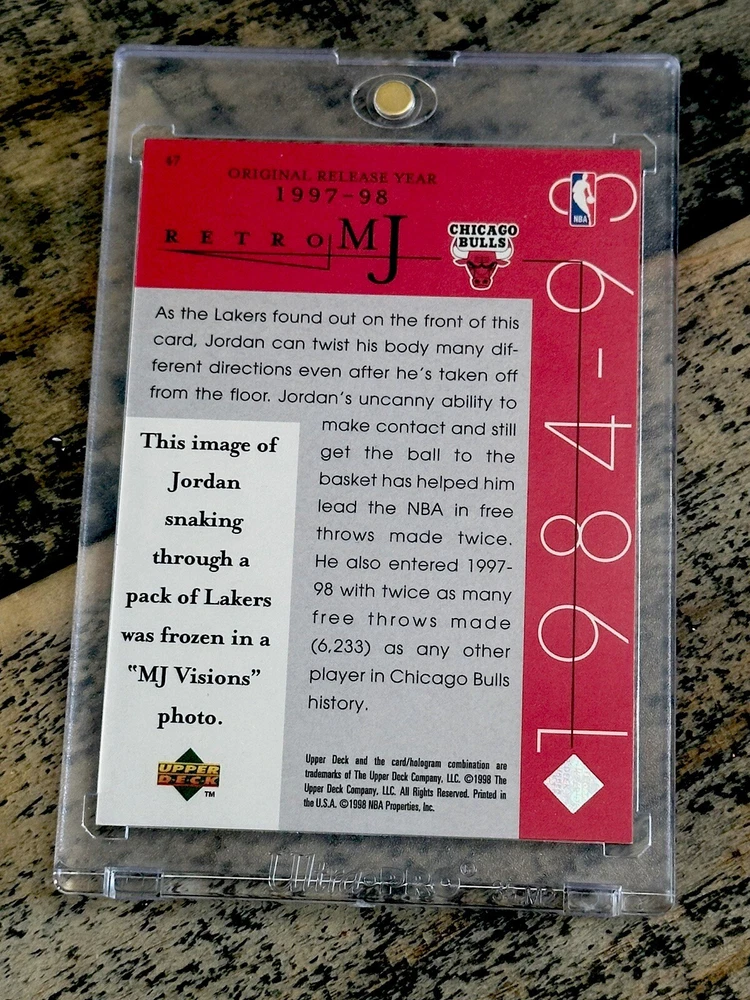 67
ORIGINAL RELEASE YEAR
1997-98
RETRO MJ
CHICAGO
BULLS
NBA
1984-93
As the Lakers found out on the front of this
card, Jordan can twist his body many dif-
ferent directions even after he's taken off
from the floor. Jordan's uncanny ability to
make contact and still
get the ball to the
basket has helped him
lead the NBA in free
throws made twice.
He also entered 1997-
98 with twice as many
free throws made
(6,233) as any other
player in Chicago Bulls
history.
This image of
Jordan
snaking
through a
pack of Lakers
was frozen in a
"MJ Visions"
photo.
UPPER
DECK
TM
Upper Deck and the card/hologram combination are
trademarks of The Upper Deck Company, LLC. ©1998 The
Upper Deck Company, LLC. All Rights Reserved. Printed in
the U.S.A. ©1998 NBA Properties, Inc.